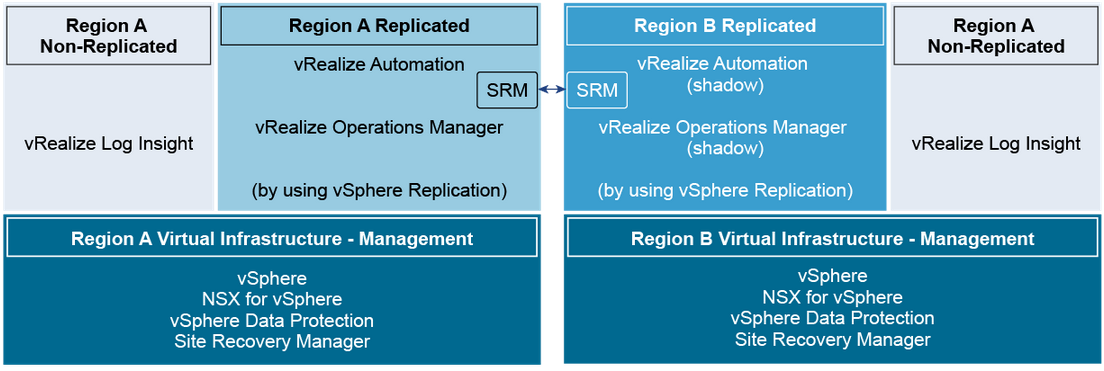 Region A
Non-Replicated
vRealize Log Insight
Region A Replicated
vRealize Automation
SRM
vRealize Operations Manager
(by using vSphere Replication)
Region B Replicated
vRealize Automation
(shadow)
SRM
vRealize Operations Manager
(shadow)
(by using vSphere Replication)
Region A
Non-Replicated
vRealize Log Insight
Region A Virtual Infrastructure - Management
vSphere
NSX for vSphere
vSphere Data Protection
Site Recovery Manager
Region B Virtual Infrastructure - Management
vSphere
NSX for vSphere
vSphere Data Protection
Site Recovery Manager